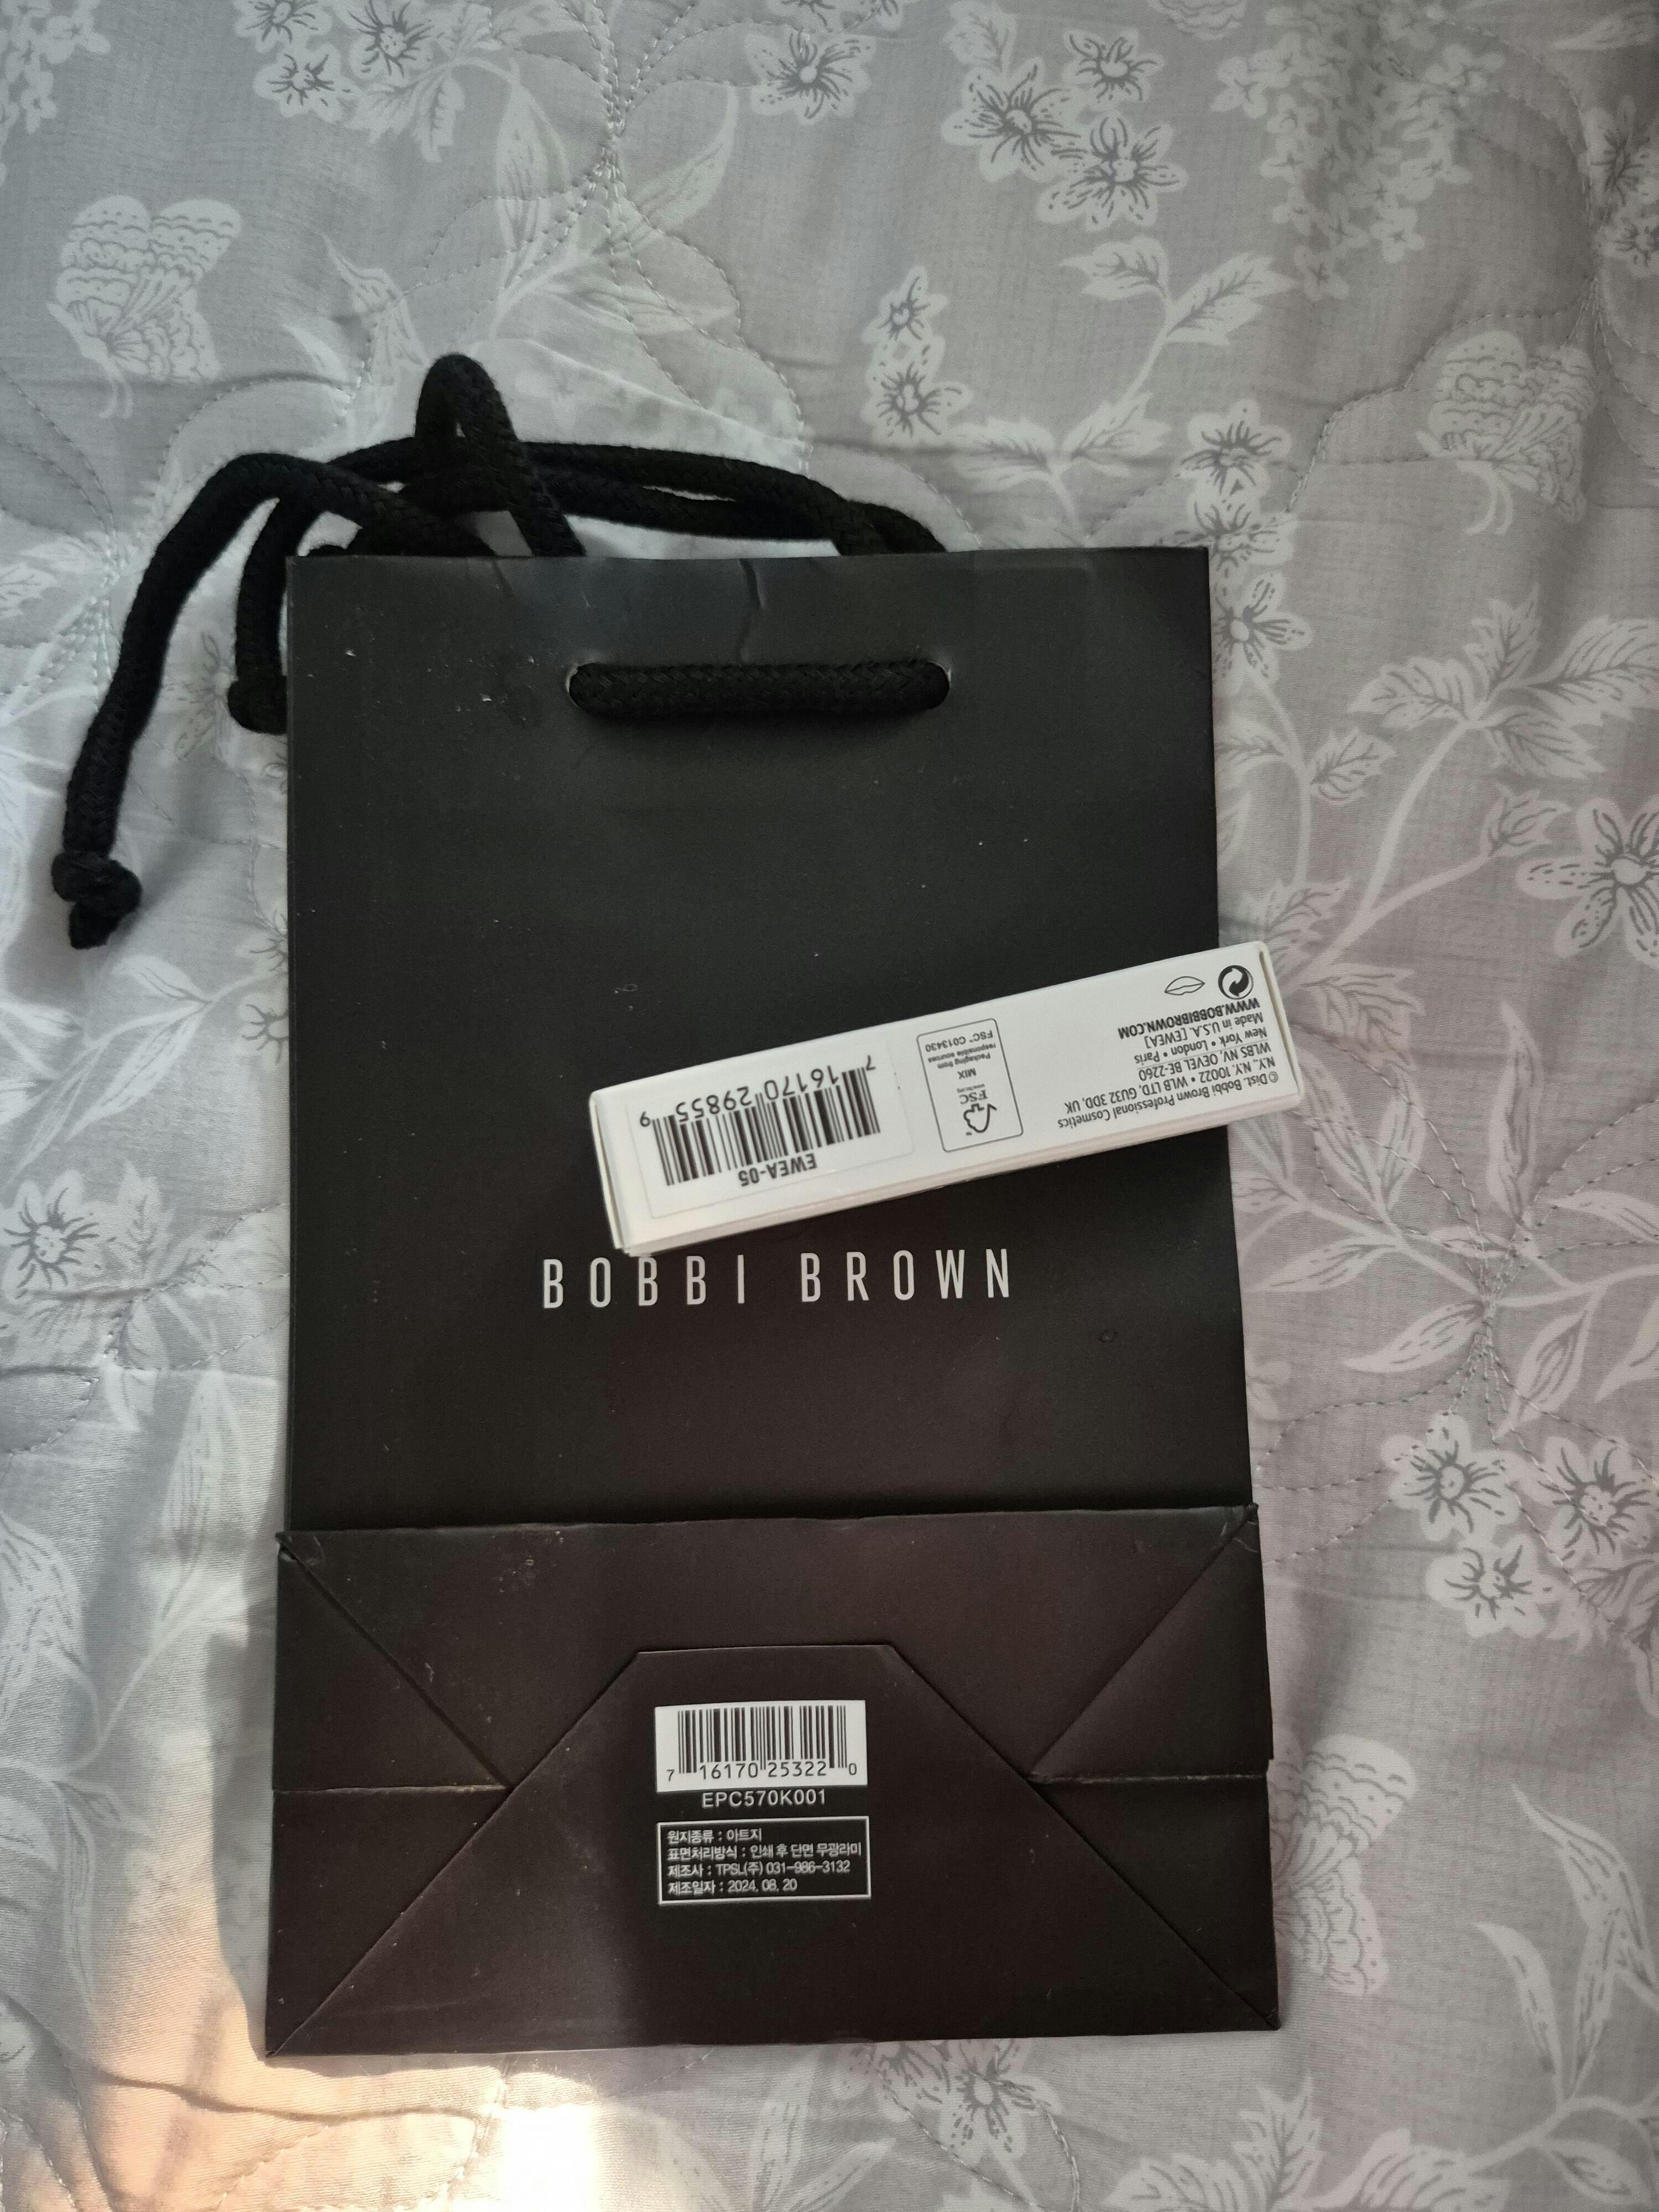 © Dist. Bobbi Brown Professional Cosmetics
N.Y., N.Y. 10022 • WLB LTD, GU32 3DD, UK
WLBS NV, OEVEL BE-2260
New York • London • Paris
Made in U.S.A. [EWEA]
WWW.BOBBIBROWN.COM
FSC
www.fsc.org
MIX
Packaging from
responsible sources
FSC™ C013430
EWEA-05
7 16170 29855 9
BOBBI BROWN
7 16170 25322 0
EPC570K001
원지종류 : 아트지
표면처리방식 : 인쇄 후 단면 무광라미
제조사 : TPSL(주) 031-986-3132
제조일자 : 2024. 08. 20